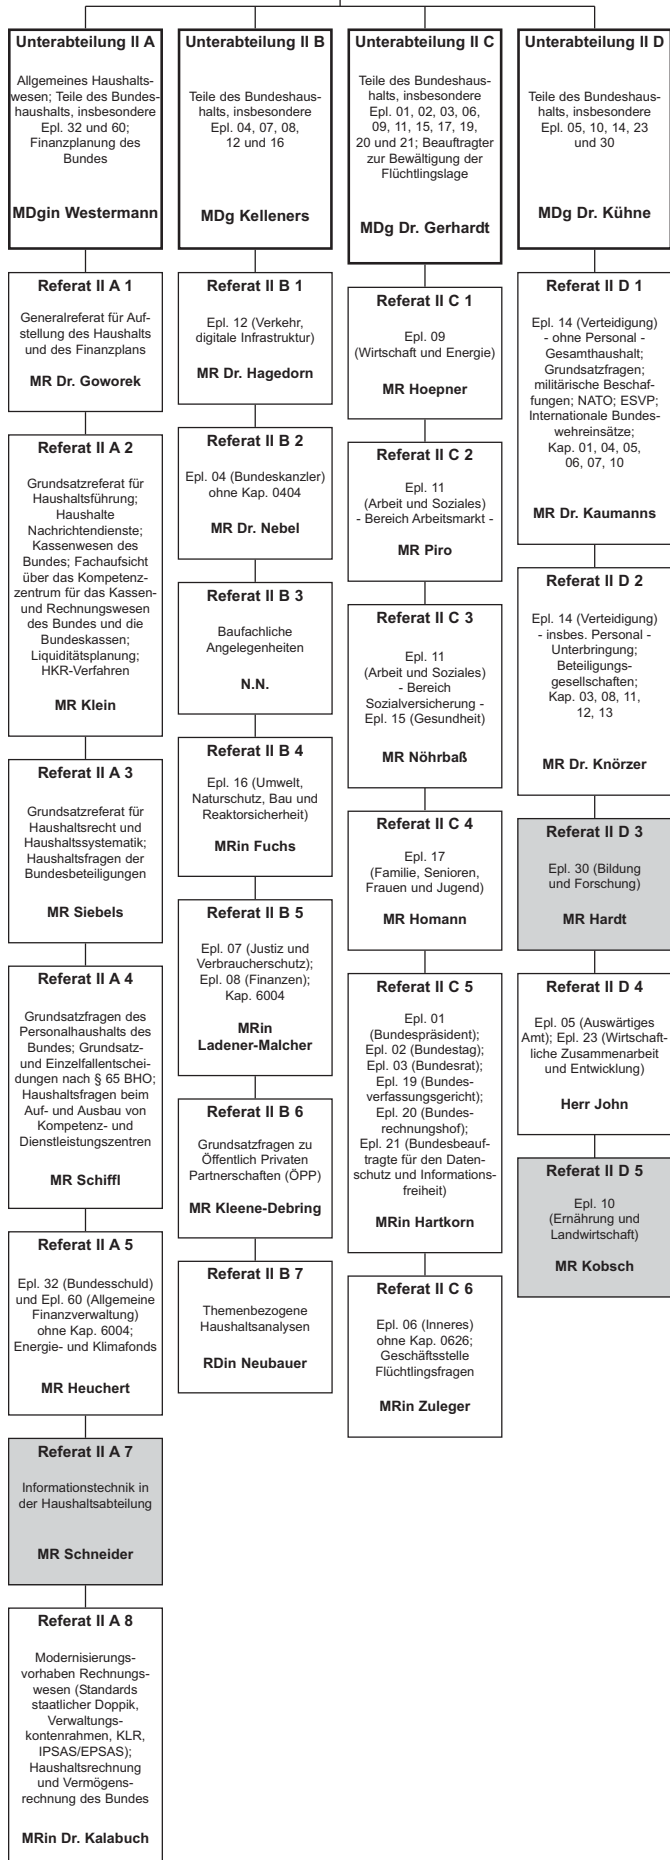 Unterabteilung II A
Allgemeines Haushalts-
wesen; Teile des Bundes-
haushalts, insbesondere
Epl. 32 und 60;
Finanzplanung des
Bundes
MDgin Westermann
Referat II A 1
Generalreferat für Auf-
stellung des Haushalts
und des Finanzplans
MR Dr. Goworek
Referat II A 2
Grundsatzreferat für
Haushaltsführung;
Haushalte
Nachrichtendienste;
Kassenwesen des
Bundes; Fachaufsicht
über das Kompetenz-
zentrum für das Kassen-
und Rechnungswesen
des Bundes und die
Bundeskassen;
Liquiditätsplanung;
HKR-Verfahren
MR Klein
Referat II A 3
Grundsatzreferat für
Haushaltsrecht und
Haushaltssystematik;
Haushaltsfragen der
Bundesbeteiligungen
MR Siebels
Referat II A 4
Grundsatzfragen des
Personalhaushalts des
Bundes; Grundsatz-
und Einzelfallentschei-
dungen nach § 65 BHO;
Haushaltsfragen beim
Auf- und Ausbau von
Kompetenz- und
Dienstleistungszentren
MR Schiffl
Referat II A 5
Epl. 32 (Bundesschuld)
und Epl. 60 (Allgemeine
Finanzverwaltung)
ohne Kap. 6004;
Energie- und Klimafonds
MR Heuchert
Referat II A 7
Informationstechnik in
der Haushaltsabteilung
MR Schneider
Referat II A 8
Modernisierungs-
vorhaben Rechnungs-
wesen (Standards
staatlicher Doppik,
Verwaltungs-
kontenrahmen, KLR,
IPSAS/EPSAS);
Haushaltsrechnung
und Vermögens-
rechnung des Bundes
MRin Dr. Kalabuch
Unterabteilung II B
Teile des Bundeshaus-
halts, insbesondere
Epl. 04, 07, 08,
12 und 16
MDg Kelleners
Referat II B 1
Epl. 12 (Verkehr,
digitale Infrastruktur)
MR Dr. Hagedorn
Referat II B 2
Epl. 04 (Bundeskanzler)
ohne Kap. 0404
MR Dr. Nebel
Referat II B 3
Baufachliche
Angelegenheiten
N.N.
Referat II B 4
Epl. 16 (Umwelt,
Naturschutz, Bau und
Reaktorsicherheit)
MRin Fuchs
Referat II B 5
Epl. 07 (Justiz und
Verbraucherschutz);
Epl. 08 (Finanzen);
Kap. 6004
MRin
Ladener-Malcher
Referat II B 6
Grundsatzfragen zu
Öffentlich Privaten
Partnerschaften (ÖPP)
MR Kleene-Debring
Referat II B 7
Themenbezogene
Haushaltsanalysen
RDin Neubauer
Unterabteilung II C
Teile des Bundeshaus-
halts, insbesondere
Epl. 01, 02, 03, 06,
09, 11, 15, 17, 19,
20 und 21; Beauftragter
zur Bewältigung der
Flüchtlingslage
MDg Dr. Gerhardt
Referat II C 1
Epl. 09
(Wirtschaft und Energie)
MR Hoepner
Referat II C 2
Epl. 11
(Arbeit und Soziales)
- Bereich Arbeitsmarkt -
MR Piro
Referat II C 3
Epl. 11
(Arbeit und Soziales)
- Bereich
Sozialversicherung -
Epl. 15 (Gesundheit)
MR Nöhrbaß
Referat II C 4
Epl. 17
(Familie, Senioren,
Frauen und Jugend)
MR Homann
Referat II C 5
Epl. 01
(Bundespräsident);
Epl. 02 (Bundestag);
Epl. 03 (Bundesrat);
Epl. 19 (Bundes-
verfassungsgericht);
Epl. 20 (Bundes-
rechnungshof);
Epl. 21 (Bundesbeauf-
tragte für den Daten-
schutz und Informations-
freiheit)
MRin Hartkorn
Referat II C 6
Epl. 06 (Inneres)
ohne Kap. 0626;
Geschäftsstelle
Flüchtlingsfragen
MRin Zuleger
Unterabteilung II D
Teile des Bundeshaus-
halts, insbesondere
Epl. 05, 10, 14, 23
und 30
MDg Dr. Kühne
Referat II D 1
Epl. 14 (Verteidigung)
- ohne Personal -
Gesamthaushalt;
Grundsatzfragen;
militärische Beschaf-
fungen; NATO; ESVP;
Internationale Bundes-
wehreinsätze;
Kap. 01, 04, 05,
06, 07, 10
MR Dr. Kaumanns
Referat II D 2
Epl. 14 (Verteidigung)
- insbes. Personal -
Unterbringung;
Beteiligungs-
gesellschaften;
Kap. 03, 08, 11,
12, 13
MR Dr. Knörzer
Referat II D 3
Epl. 30 (Bildung
und Forschung)
MR Hardt
Referat II D 4
Epl. 05 (Auswärtiges
Amt); Epl. 23 (Wirtschaft-
liche Zusammenarbeit
und Entwicklung)
Herr John
Referat II D 5
Epl. 10
(Ernährung und
Landwirtschaft)
MR Kobsch